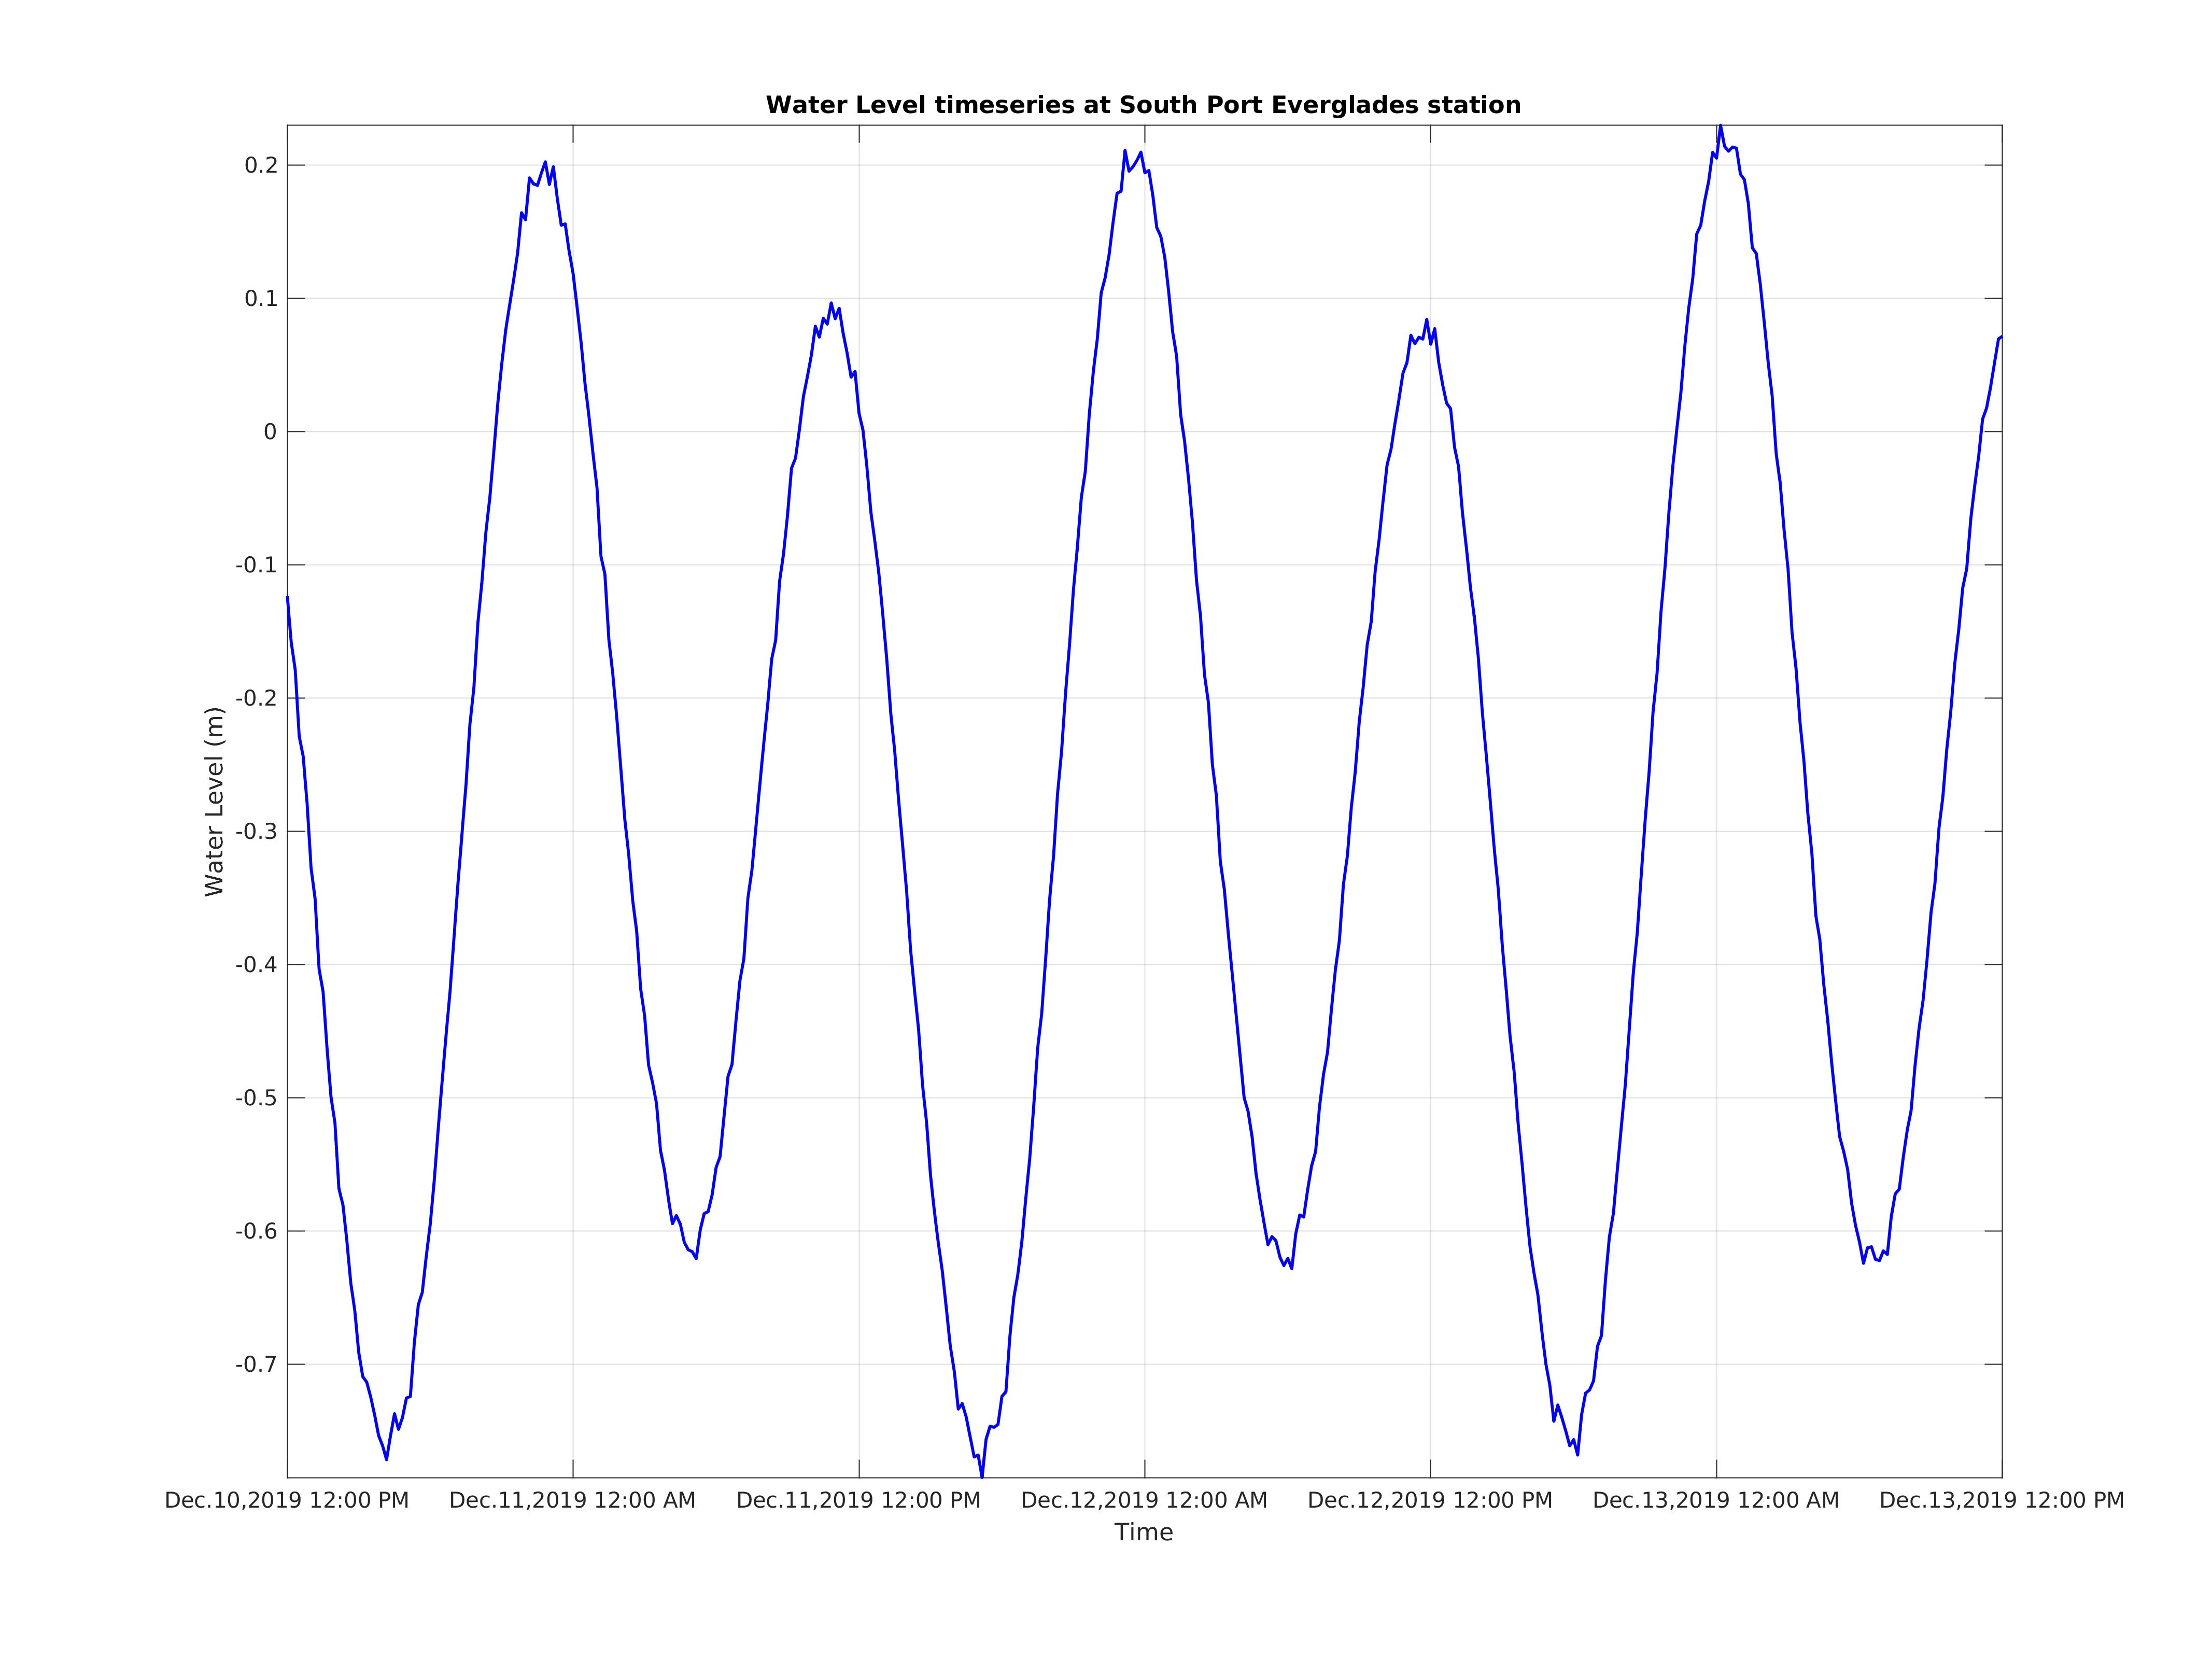 Water Level timeseries at South Port Everglades station
0.2
0.1
0
-0.1
-0.2
-0.3
-0.4
-0.5
-0.6
-0.7
Water Level (m)
Dec.10,2019 12:00 PM Dec.11,2019 12:00 AM Dec.11,2019 12:00 PM Dec.12,2019 12:00 AM Dec.12,2019 12:00 PM Dec.13,2019 12:00 AM Dec.13,2019 12:00 PM
Time